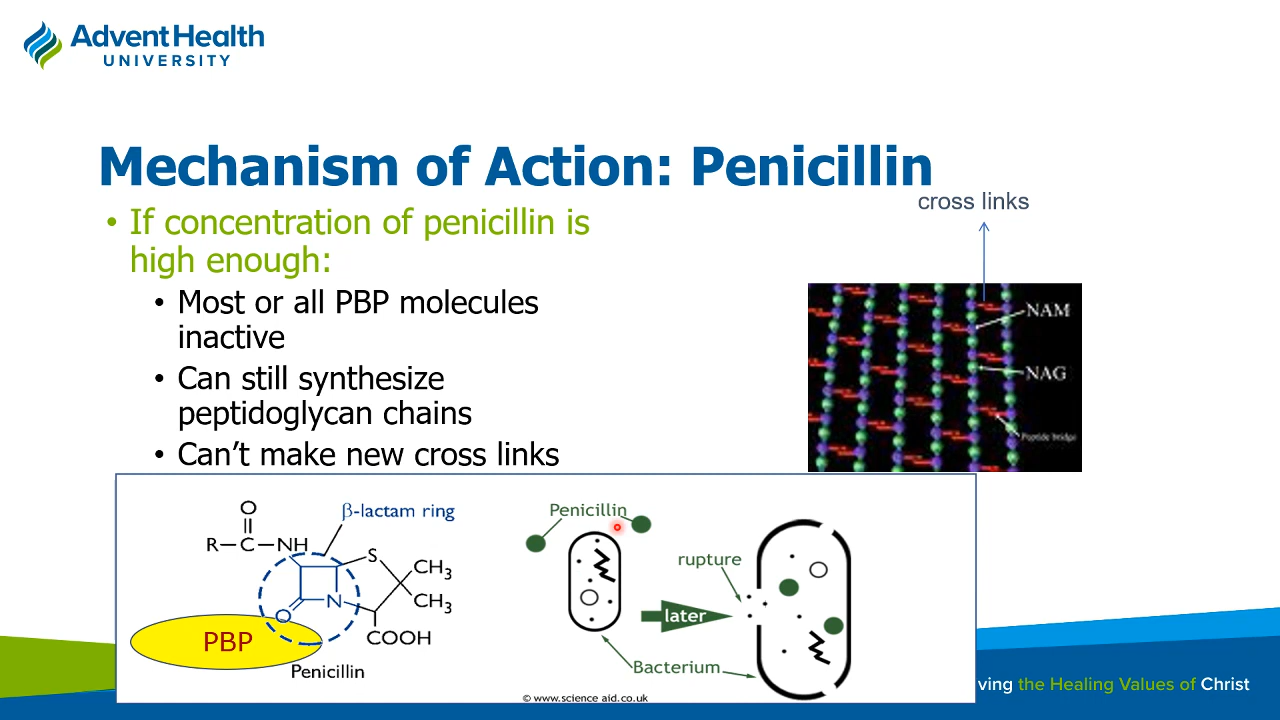 AdventHealth
UNIVERSITY
Mechanism of Action: Penicillin
• If concentration of penicillin is
high enough:
• Most or all PBP molecules
inactive
• Can still synthesize
peptidoglycan chains
• Can’t make new cross links
cross links
NAM
NAG
Peptide bridge
β-lactam ring
O
R–C–NH
S
CH₃
CH₃
N
O
COOH
PBP
Penicillin
Penicillin
rupture
later
Bacterium
© www.science aid.co.uk
ving the Healing Values of Christ